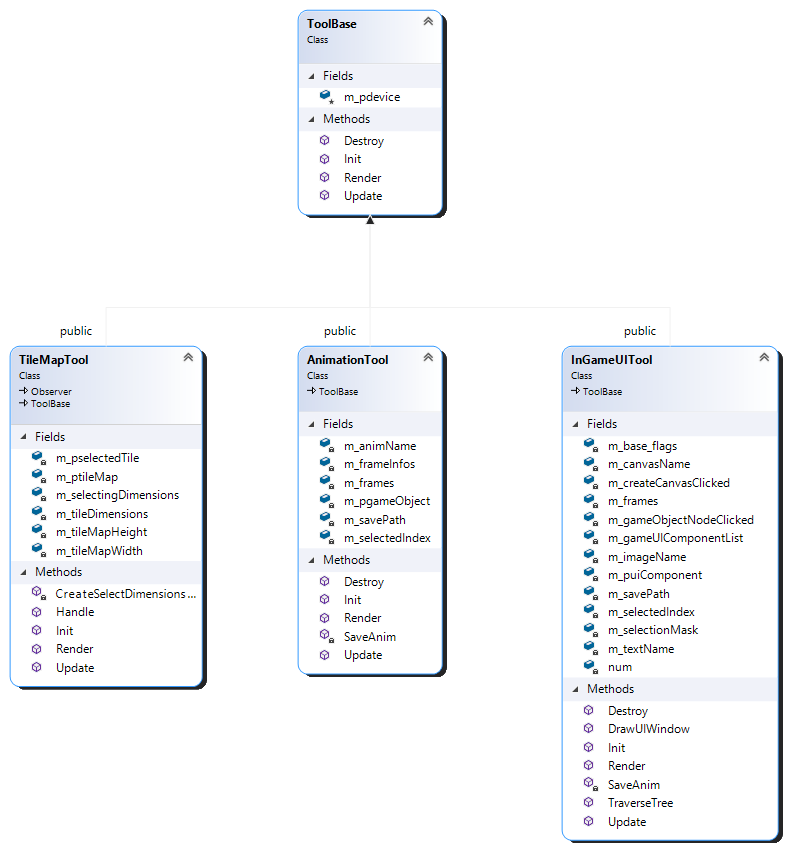 ToolBase
Class
Fields
m_pdevice
Methods
Destroy
Init
Render
Update
public
public
public
TileMapTool
Class
Observer
ToolBase
Fields
m_pselectedTile
m_ptileMap
m_selectingDimensions
m_tileDimensions
m_tileMapHeight
m_tileMapWidth
Methods
CreateSelectDimensions...
Handle
Init
Render
Update
AnimationTool
Class
ToolBase
Fields
m_animName
m_frameInfos
m_frames
m_pgameObject
m_savePath
m_selectedIndex
Methods
Destroy
Init
Render
SaveAnim
Update
InGameUITool
Class
ToolBase
Fields
m_base_flags
m_canvasName
m_createCanvasClicked
m_frames
m_gameObjectNodeClicked
m_gameUIComponentList
m_imageName
m_puiComponent
m_savePath
m_selectedIndex
m_selectionMask
m_textName
num
Methods
Destroy
DrawUIWindow
Init
Render
SaveAnim
TraverseTree
Update